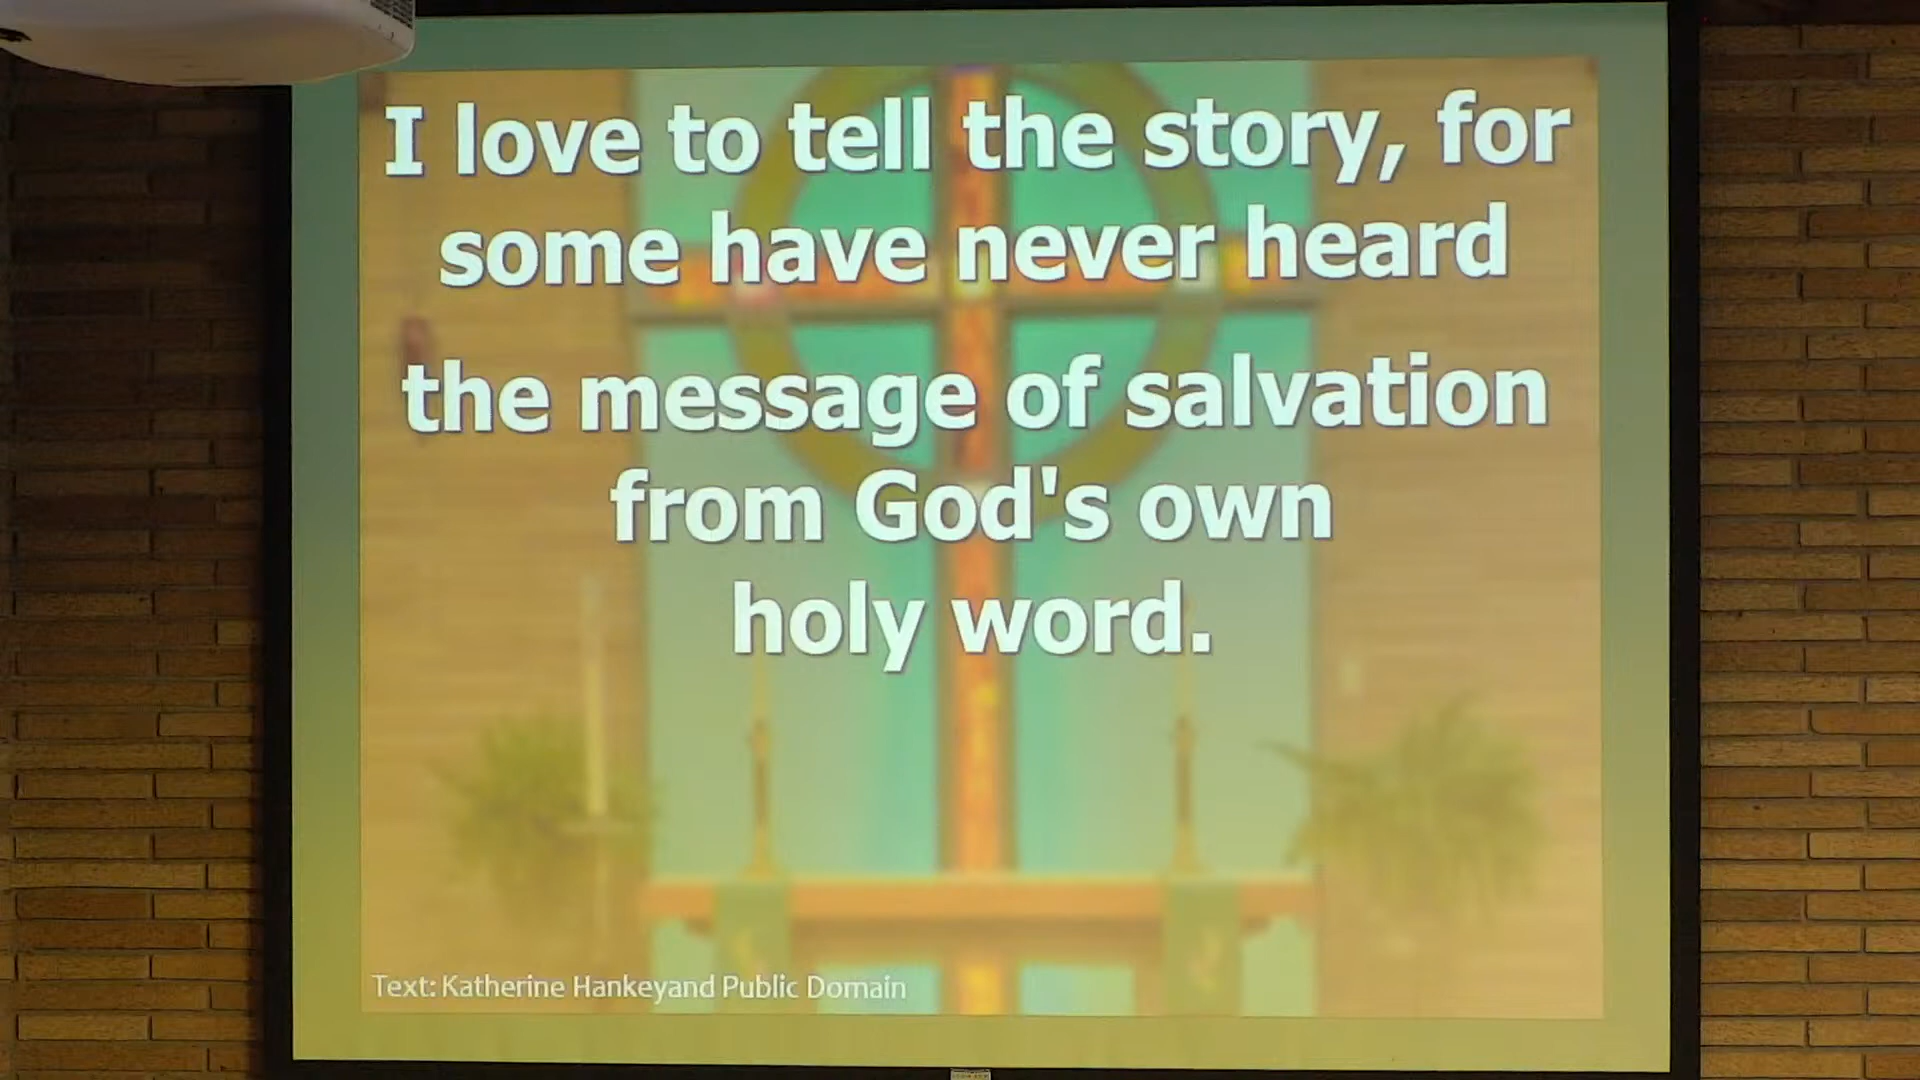 I love to tell the story, for
some have never heard
the message of salvation
from God's own
holy word.
Text: Katherine Hankeyand Public Domain